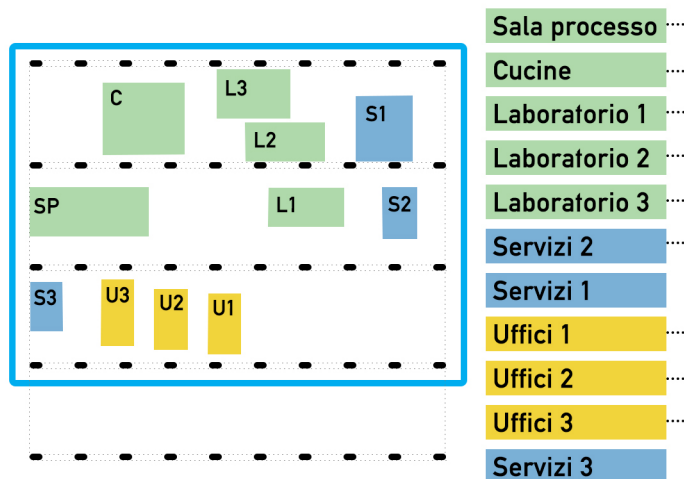 L3
C
S1
L2
SP
L1
S2
S3
U3
U2
U1
Sala processo
Cucine
Laboratorio 1
Laboratorio 2
Laboratorio 3
Servizi 2
Servizi 1
Uffici 1
Uffici 2
Uffici 3
Servizi 3